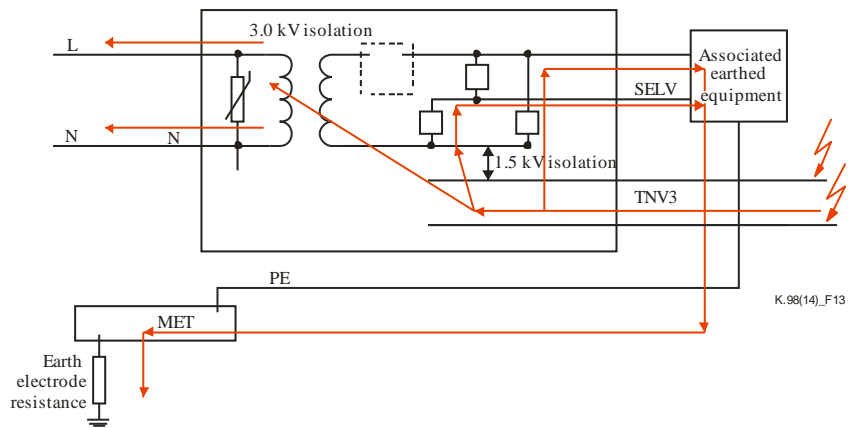 3.0 kV isolation
L
Associated
earthed
equipment
SELV
N
N
1.5 kV isolation
TNV3
PE
K.98(14)_F13
MET
Earth
electrode
resistance